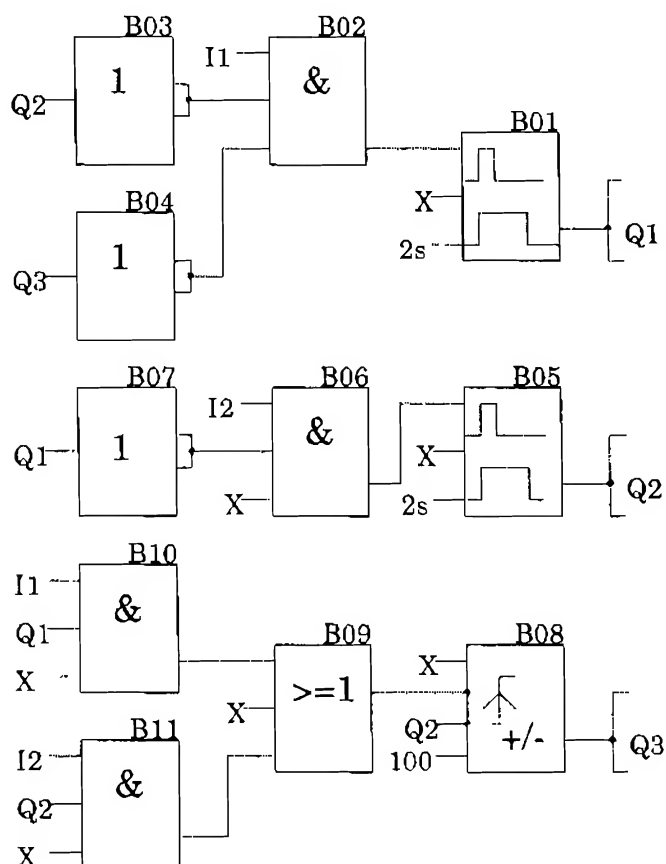 B03
B02
I1
1
&
Q2
B01
B04
X
1
2s
Q1
Q3
B07
B06
B05
I2
&
Q1
1
X
X
2s
Q2
B10
I1
&
Q1
B09
B08
X
X
>=1
X
B11
Q2
+/-
Q3
I2
100
&
Q2
X